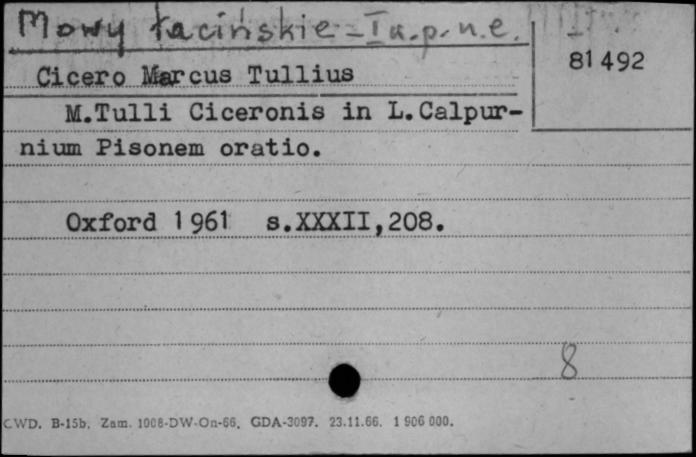 Mowy łacińskie - I w.p.n.e.
81 492
Cicero Marcus Tullius
M.Tulli Ciceronis in L.Calpur-
nium Pisonem oratio.
Oxford 1961 s.XXXII,208.
8
CWD. B-15b. Zam. 1008-DW-On-66. GDA-3097. 23.11.66. 1 906 000.